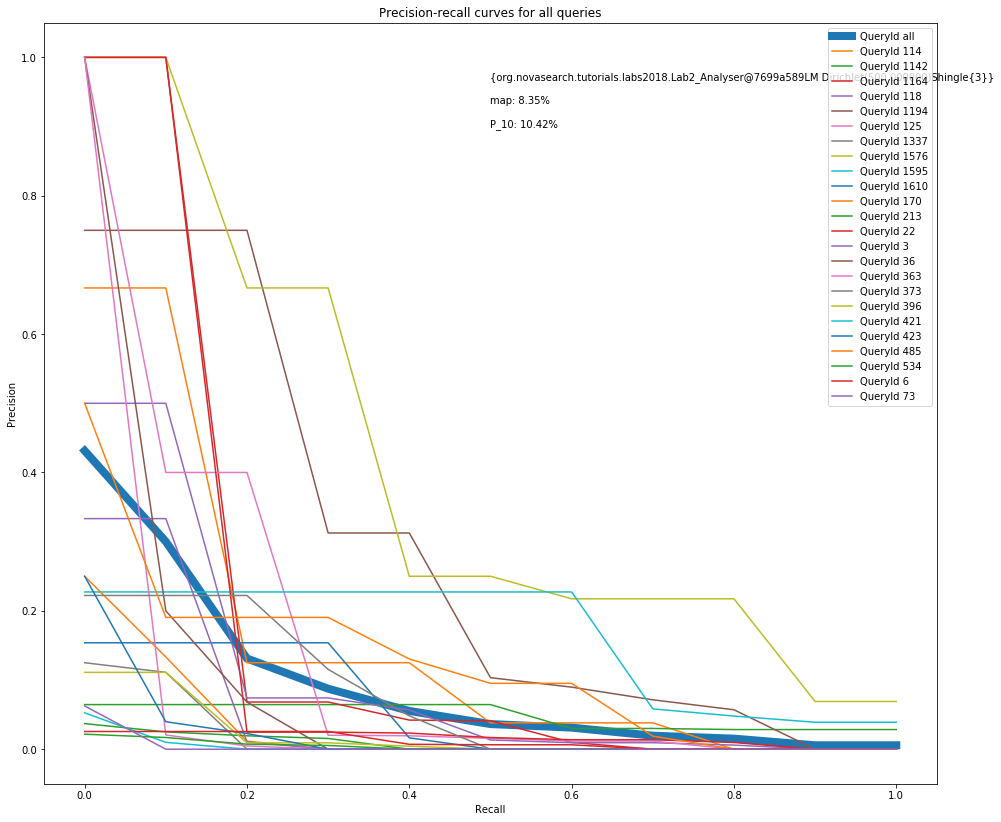 Precision-recall curves for all queries
{org.novasearch.tutorials.labs2018.Lab2_Analyser@7699a589LM Shingle{3}}
map: 8.35%
P_10: 10.42%
QueryId all
QueryId 114
QueryId 1142
QueryId 1164
QueryId 118
QueryId 1194
QueryId 125
QueryId 1337
QueryId 1576
QueryId 1595
QueryId 1610
QueryId 170
QueryId 213
QueryId 22
QueryId 3
QueryId 36
QueryId 363
QueryId 373
QueryId 396
QueryId 421
QueryId 423
QueryId 485
QueryId 534
QueryId 6
QueryId 73
Precision
1.0
0.8
0.6
0.4
0.2
0.0
0.0 0.2 0.4 0.6 0.8 1.0
Recall